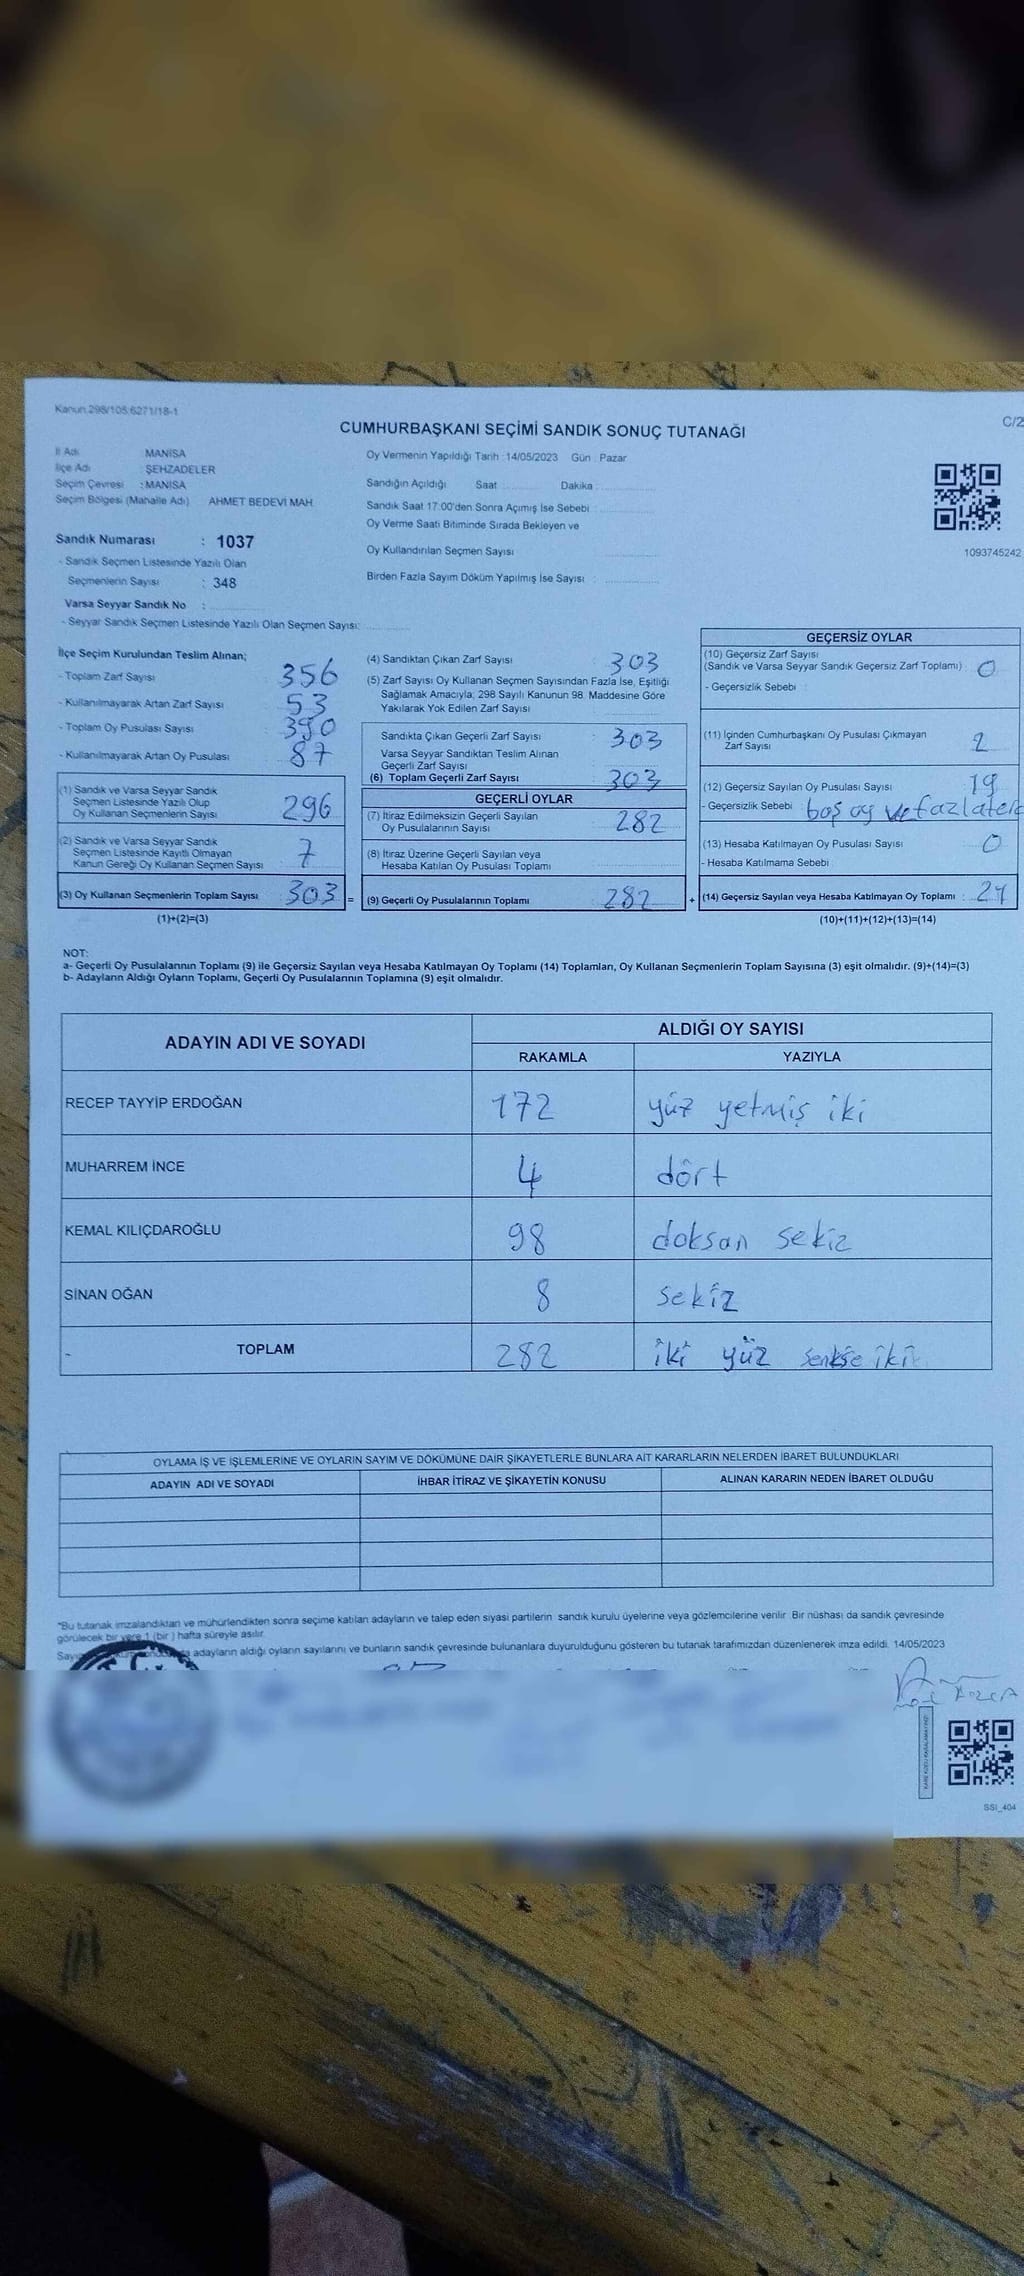 Kanun:298/105;6271/18-1
C/2
CUMHURBAŞKANI SEÇİMİ SANDIK SONUÇ TUTANAĞI
İl Adı MANİSA
İlçe Adı : ŞEHZADELER
Seçim Çevresi : MANİSA
Seçim Bölgesi (Mahalle Adı) AHMET BEDEVİ MAH
Sandık Numarası : 1037
- Sandık Seçmen Listesinde Yazılı Olan
Seçmenlerin Sayısı : 348
Varsa Seyyar Sandık No :
- Seyyar Sandık Seçmen Listesinde Yazılı Olan Seçmen Sayısı:
Oy Vermenin Yapıldığı Tarih :14/05/2023 Gün : Pazar
Sandığın Açıldığı Saat Dakika
Sandık Saat 17:00'den Sonra Açımış İse Sebebi :
Oy Verme Saati Bitiminde Sırada Bekleyen ve
Oy Kullandırılan Seçmen Sayısı
Birden Fazla Sayım Döküm Yapılmış İse Sayısı :
1093745242
İlçe Seçim Kurulundan Teslim Alınan;
- Toplam Zarf Sayısı 356
- Kullanılmayarak Artan Zarf Sayısı 53
- Toplam Oy Pusulası Sayısı 390
- Kullanılmayarak Artan Oy Pusulası 87
(1) Sandık ve Varsa Seyyar Sandık
Seçmen Listesinde Yazılı Olup
Oy Kullanan Seçmenlerin Sayısı 296
(2) Sandık ve Varsa Seyyar Sandık
Seçmen Listesinde Kayıtlı Olmayan
Kanun Gereği Oy Kullanan Seçmen Sayısı 7
(3) Oy Kullanan Seçmenlerin Toplam Sayısı 303 =
(1)+(2)=(3)
(4) Sandıktan Çıkan Zarf Sayısı : 303
(5) Zarf Sayısı Oy Kullanan Seçmen Sayısından Fazla İse, Eşitliği
Sağlamak Amacıyla; 298 Sayılı Kanunun 98. Maddesine Göre
Yakılarak Yok Edilen Zarf Sayısı
Sandıkta Çıkan Geçerli Zarf Sayısı : 303
Varsa Seyyar Sandıktan Teslim Alınan
Geçerli Zarf Sayısı
(6) Toplam Geçerli Zarf Sayısı : 303
GEÇERLİ OYLAR
(7) İtiraz Edilmeksizin Geçerli Sayılan
Oy Pusulalarının Sayısı 282
(8) İtiraz Üzerine Geçerli Sayılan veya
Hesaba Katılan Oy Pusulası Toplamı
(9) Geçerli Oy Pusulalarının Toplamı 282 +
GEÇERSİZ OYLAR
(10) Geçersiz Zarf Sayısı
(Sandık ve Varsa Seyyar Sandık Geçersiz Zarf Toplamı) : 0
- Geçersizlik Sebebi :
(11) İçinden Cumhurbaşkanı Oy Pusulası Çıkmayan
Zarf Sayısı 2
(12) Geçersiz Sayılan Oy Pusulası Sayısı : 19
- Geçersizlik Sebebi boş oy ve fazla
(13) Hesaba Katılmayan Oy Pusulası Sayısı : 0
- Hesaba Katılmama Sebebi
(14) Geçersiz Sayılan veya Hesaba Katılmayan Oy Toplamı :
(10)+(11)+(12)+(13)=(14)
NOT:
a- Geçerli Oy Pusulalarının Toplamı (9) ile Geçersiz Sayılan veya Hesaba Katılmayan Oy Toplamı (14) Toplamları, Oy Kullanan Seçmenlerin Toplam Sayısına (3) eşit olmalıdır. (9)+(14)=(3)
b- Adayların Aldığı Oyların Toplamı, Geçerli Oy Pusulalarının Toplamına (9) eşit olmalıdır.
ADAYIN ADI VE SOYADI ALDIĞI OY SAYISI
RAKAMLA YAZIYLA
RECEP TAYYİP ERDOĞAN 172 yüz yetmiş iki
MUHARREM İNCE 4 dört
KEMAL KILIÇDAROĞLU 98 doksan sekiz
SİNAN OĞAN 8 sekiz
TOPLAM 282 iki yüz iki
OYLAMA İŞ VE İŞLEMLERİNE VE OYLARIN SAYIM VE DÖKÜMÜNE DAİR ŞİKAYETLERLE BUNLARA AİT KARARLARIN NELERDEN İBARET BULUNDUKLARI
ADAYIN ADI VE SOYADI İHBAR İTİRAZ VE ŞİKAYETİN KONUSU ALINAN KARARIN NEDEN İBARET OLDUĞU
*Bu tutanak imzalandıktan ve mühürlendikten sonra seçime katılan adayların ve talep eden siyasi partilerin sandık kurulu üyelerine veya gözlemcilerine verilir. Bir nüshası da sandık çevresinde
görülecek bir yere 1 (bir ) hafta süreyle asılır.
adayların aldığı oyların sayılarını ve bunların sandık çevresinde bulunanlara duyurulduğunu gösteren bu tutanak tarafımızdan düzenlenerek imza edildi. 14/05/2023
SSI_404